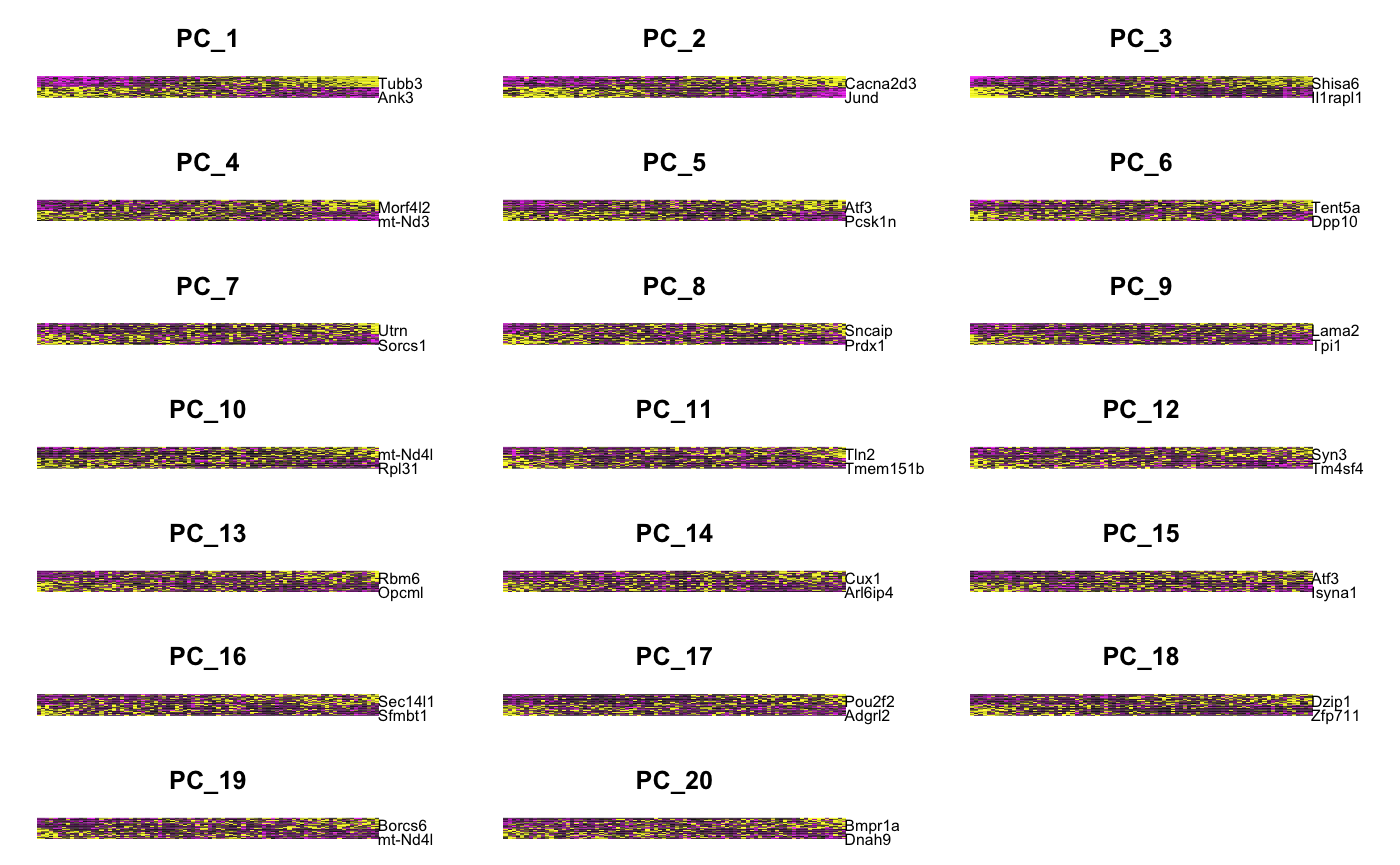 PC_1
Tubb3
Ank3
PC_2
Cacna2d3
Jund
PC_3
Shisa6
Il1rapl1
PC_4
Morf4l2
mt-Nd3
PC_5
Atf3
Pcsk1n
PC_6
Tent5a
Dpp10
PC_7
Utrn
Sorcs1
PC_8
Sncaip
Prdx1
PC_9
Lama2
Tpi1
PC_10
mt-Nd4l
Rpl31
PC_11
Tln2
Tmem151b
PC_12
Syn3
Tm4sf4
PC_13
Rbm6
Opcml
PC_14
Cux1
Arl6ip4
PC_15
Atf3
Isyna1
PC_16
Sec14l1
Sfmbt1
PC_17
Pou2f2
Adgrl2
PC_18
Dzip1
Zfp711
PC_19
Borcs6
mt-Nd4l
PC_20
Bmpr1a
Dnah9